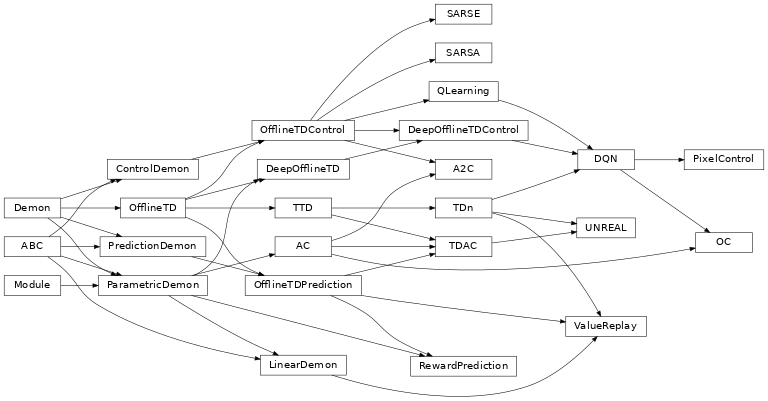 SARSE
SARSA
QLearning
OfflineTDControl
DeepOfflineTDControl
DQN
PixelControl
ControlDemon
DeepOfflineTD
A2C
Demon
OfflineTD
TTD
TDn
UNREAL
ABC
PredictionDemon
AC
TDAC
OC
Module
ParametricDemon
OfflineTDPrediction
ValueReplay
LinearDemon
RewardPrediction